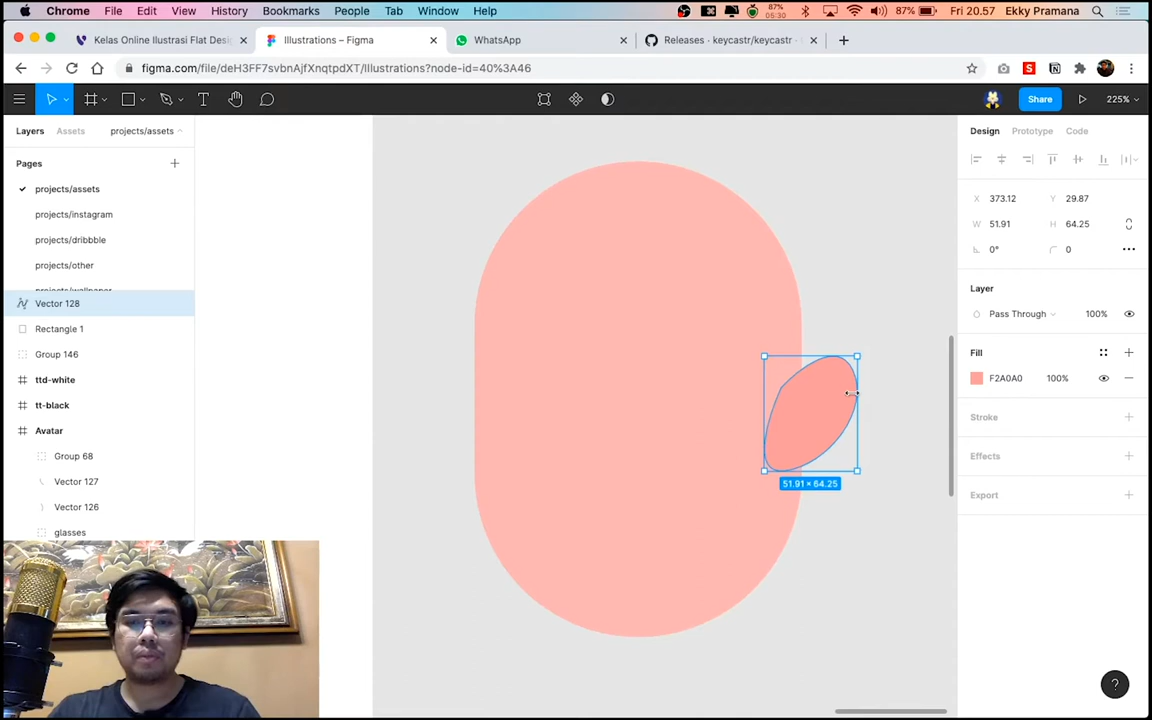 Chrome File Edit View History Bookmarks People Tab Window Help
87%
06:30
87% Fri 20.57 Ekky Pramana
Kelas Online Ilustrasi Flat Desi
Illustrations – Figma
WhatsApp
Releases · keycastr/keycastr ·
figma.com/file/deH3FF7svbnAjfXnqtpdXT/Illustrations?node-id=40%3A46
Share
225%
Layers Assets projects/assets
Design Prototype Code
Pages
projects/assets
projects/instagram
projects/dribbble
projects/other
projects/wallpaper
Vector 128
Rectangle 1
Group 146
ttd-white
tt-black
Avatar
Group 68
Vector 127
Vector 126
glasses
51.91 × 64.25
X 373.12 Y 29.87
W 51.91 H 64.25
0° 0
Layer
Pass Through 100%
Fill
F2A0A0 100%
Stroke
Effects
Export
?